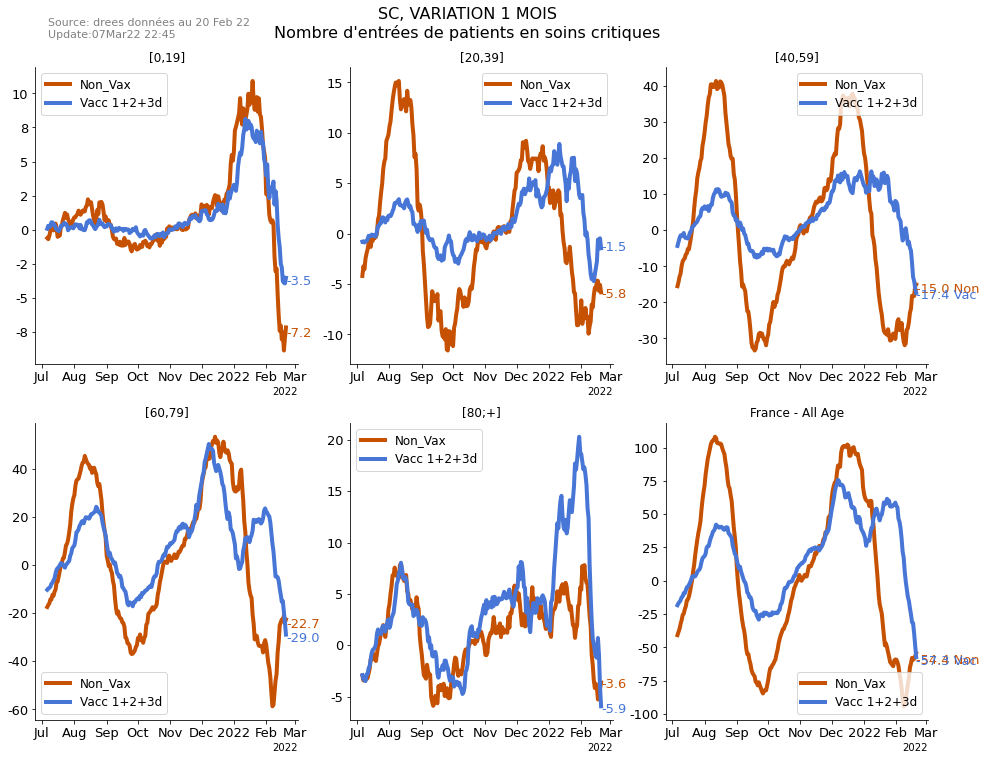 Source: drees données au 20 Feb 22
Update:07Mar22 22:45
SC, VARIATION 1 MOIS
Nombre d'entrées de patients en soins critiques
[0,19]
Non_Vax
Vacc 1+2+3d
10
8
5
2
0
-2
-5
-8
-3.5
-7.2
Jul Aug Sep Oct Nov Dec 2022 Feb Mar
2022
[20,39]
Non_Vax
Vacc 1+2+3d
15
10
5
0
-5
-10
-1.5
-5.8
Jul Aug Sep Oct Nov Dec 2022 Feb Mar
2022
[40,59]
Non_Vax
Vacc 1+2+3d
40
30
20
10
0
-10
-20
-30
-15.0 Non
-17.4 Vac
Jul Aug Sep Oct Nov Dec 2022 Feb Mar
2022
[60,79]
40
20
0
-20
-40
-60
-22.7
-29.0
Non_Vax
Vacc 1+2+3d
Jul Aug Sep Oct Nov Dec 2022 Feb Mar
2022
[80;+]
Non_Vax
Vacc 1+2+3d
20
15
10
5
0
-5
-3.6
-5.9
Jul Aug Sep Oct Nov Dec 2022 Feb Mar
2022
France - All Age
100
75
50
25
0
-25
-50
-75
-100
Non_Vax
Vacc 1+2+3d
Jul Aug Sep Oct Nov Dec 2022 Feb Mar
2022